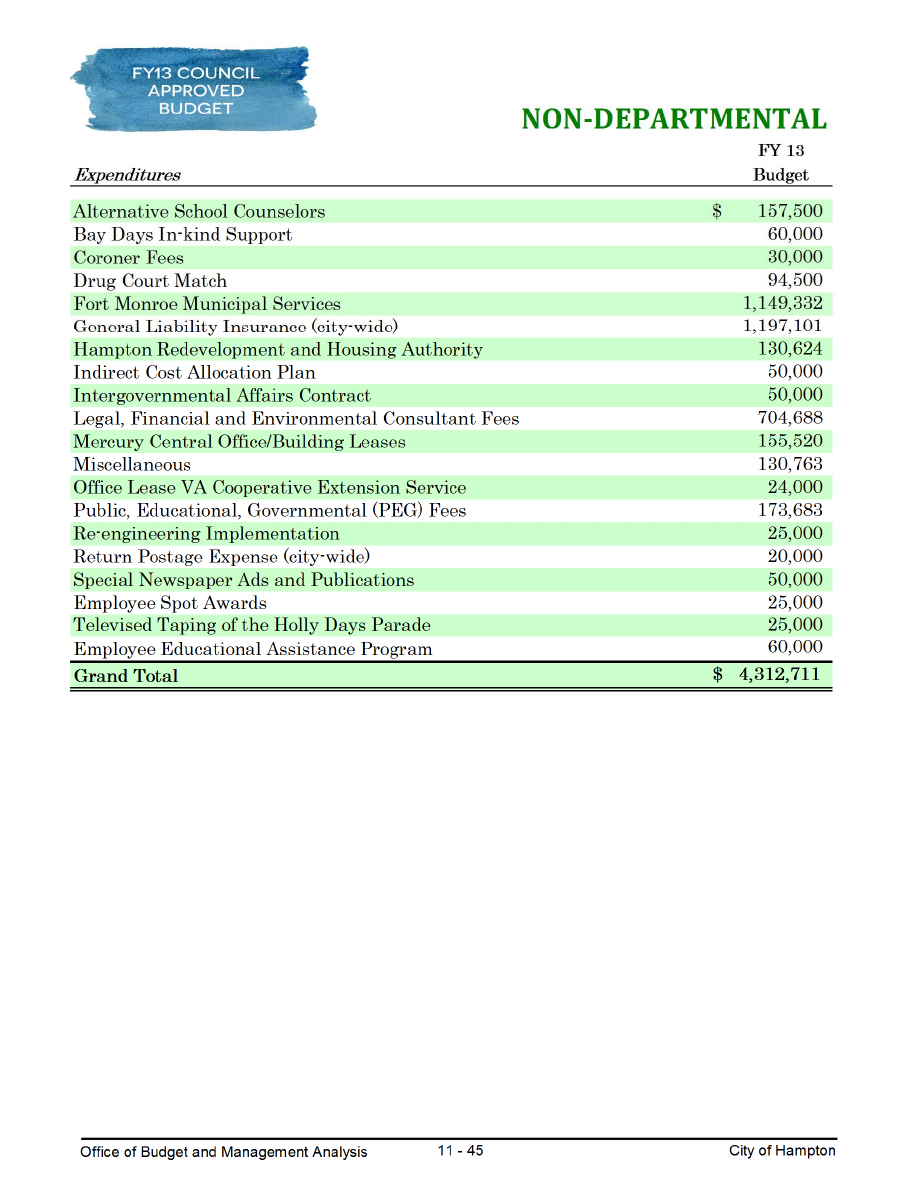 FY13 COUNCIL
APPROVED
BUDGET
NON-DEPARTMENTAL
FY 13
Expenditures Budget
Alternative School Counselors $ 157,500
Bay Days In-kind Support 60,000
Coroner Fees 30,000
Drug Court Match 94,500
Fort Monroe Municipal Services 1,149,332
General Liability Insurance (city-wide) 1,197,101
Hampton Redevelopment and Housing Authority 130,624
Indirect Cost Allocation Plan 50,000
Intergovernmental Affairs Contract 50,000
Legal, Financial and Environmental Consultant Fees 704,688
Mercury Central Office/Building Leases 155,520
Miscellaneous 130,763
Office Lease VA Cooperative Extension Service 24,000
Public, Educational, Governmental (PEG) Fees 173,683
Re-engineering Implementation 25,000
Return Postage Expense (city-wide) 20,000
Special Newspaper Ads and Publications 50,000
Employee Spot Awards 25,000
Televised Taping of the Holly Days Parade 25,000
Employee Educational Assistance Program 60,000
Grand Total $ 4,312,711
Office of Budget and Management Analysis 11 - 45 City of Hampton